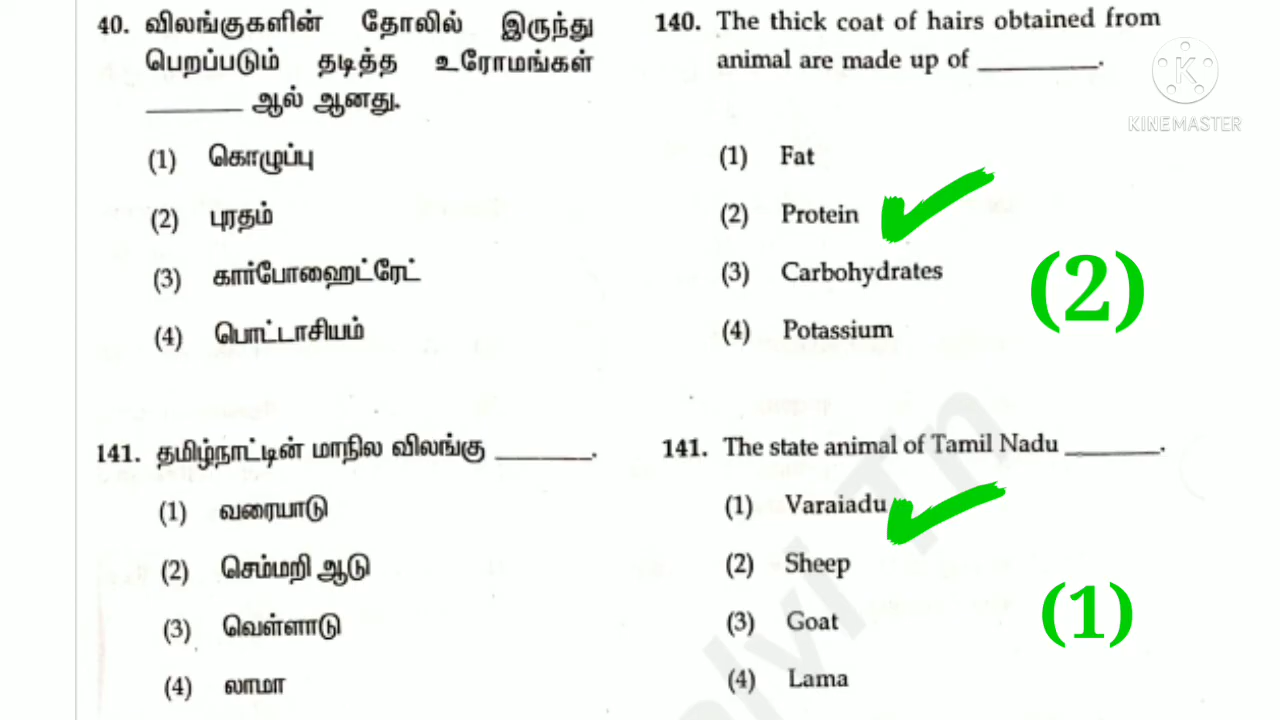 40. விலங்குகளின் தோலில் இருந்து
பெறப்படும் தடித்த உரோமங்கள்
________ ஆல் ஆனது.
(1) கொழுப்பு
(2) புரதம்
(3) கார்போஹைட்ரேட்
(4) பொட்டாசியம்
141. தமிழ்நாட்டின் மாநில விலங்கு ________.
(1) வரையாடு
(2) செம்மறி ஆடு
(3) வெள்ளாடு
(4) லாமா
140. The thick coat of hairs obtained from
animal are made up of __________.
(1) Fat
(2) Protein
(3) Carbohydrates
(4) Potassium
(2)
141. The state animal of Tamil Nadu ________.
(1) Varaiadu
(2) Sheep
(3) Goat
(4) Lama
(1)
K
KINEMASTER